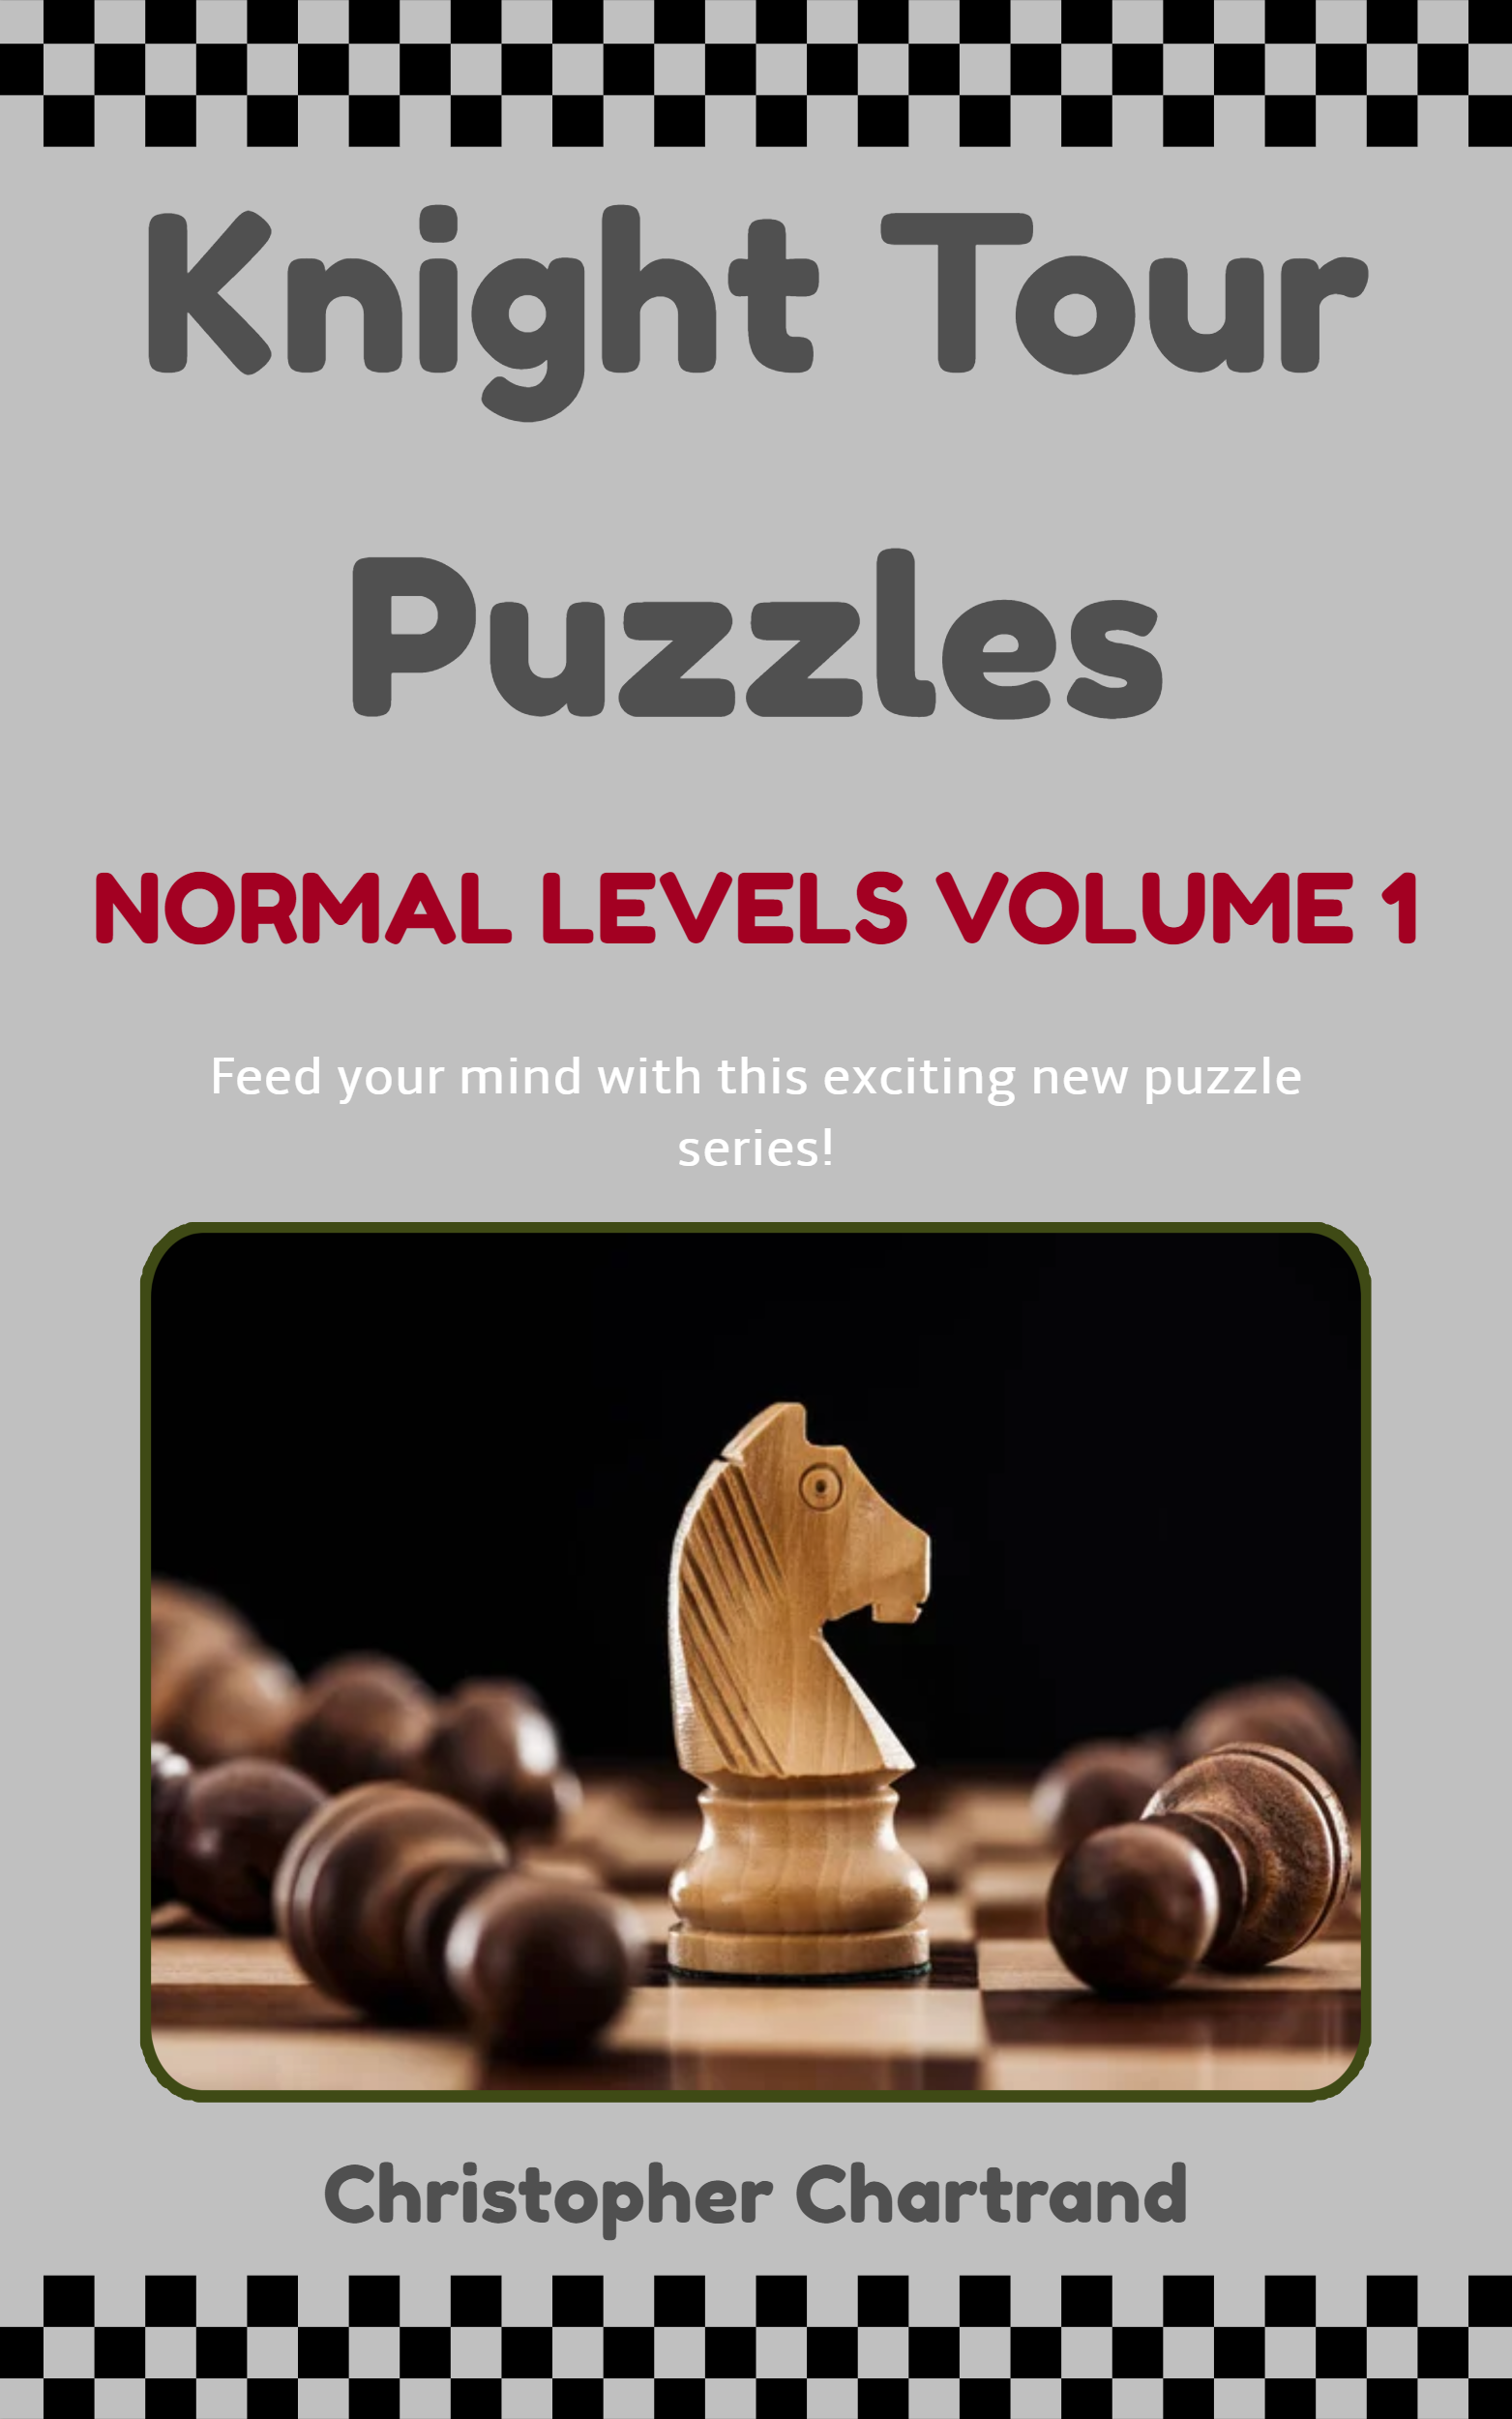 Knight Tour
Puzzles
NORMAL LEVELS VOLUME 1
Feed your mind with this exciting new puzzle
series!
Christopher Chartrand